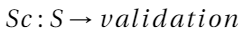 Sc : S → validation